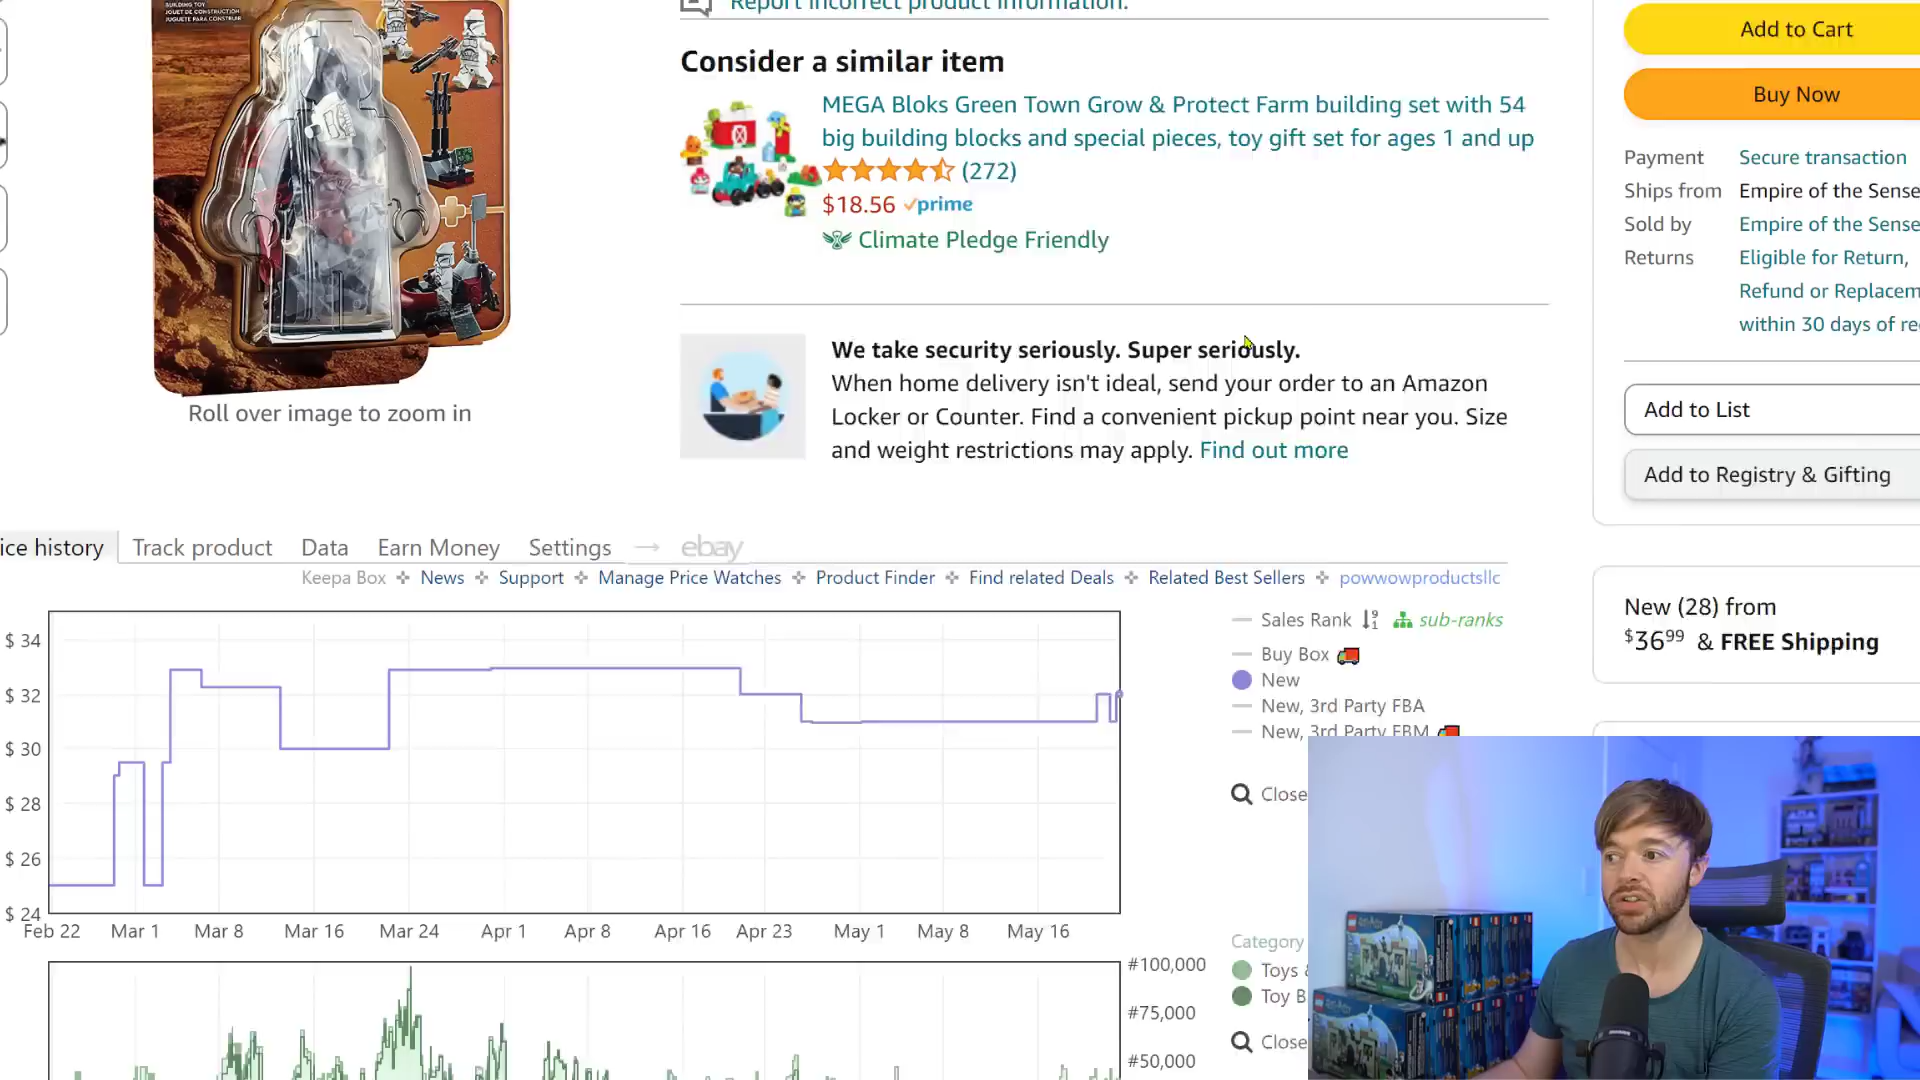 BUILDING TOY
JOUET DE CONSTRUCTION
JUGUETE PARA CONSTRUIR
Roll over image to zoom in
Report incorrect product information.
Consider a similar item
MEGA Bloks Green Town Grow & Protect Farm building set with 54
big building blocks and special pieces, toy gift set for ages 1 and up
(272)
$18.56 prime
Climate Pledge Friendly
We take security seriously. Super seriously.
When home delivery isn't ideal, send your order to an Amazon
Locker or Counter. Find a convenient pickup point near you. Size
and weight restrictions may apply. Find out more
Add to Cart
Buy Now
Payment Secure transaction
Ships from Empire of the Sense
Sold by Empire of the Sense
Returns Eligible for Return,
Refund or Replacem
within 30 days of re
Add to List
Add to Registry & Gifting
New (28) from
$36.99 & FREE Shipping
ice history Track product Data Earn Money Settings → ebay
Keepa Box News Support Manage Price Watches Product Finder Find related Deals Related Best Sellers powwowproductsllc
$ 34
$ 32
$ 30
$ 28
$ 26
$ 24
Feb 22 Mar 1 Mar 8 Mar 16 Mar 24 Apr 1 Apr 8 Apr 16 Apr 23 May 1 May 8 May 16
Sales Rank sub-ranks
Buy Box
New
New, 3rd Party FBA
New, 3rd Party FBM
Close
#100,000
#75,000
#50,000
Category
Toys &
Toy B
Close